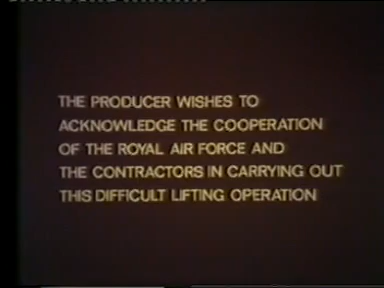 THE PRODUCER WISHES TO
ACKNOWLEDGE THE COOPERATION
OF THE ROYAL AIR FORCE AND
THE CONTRACTORS IN CARRYING OUT
THIS DIFFICULT LIFTING OPERATION